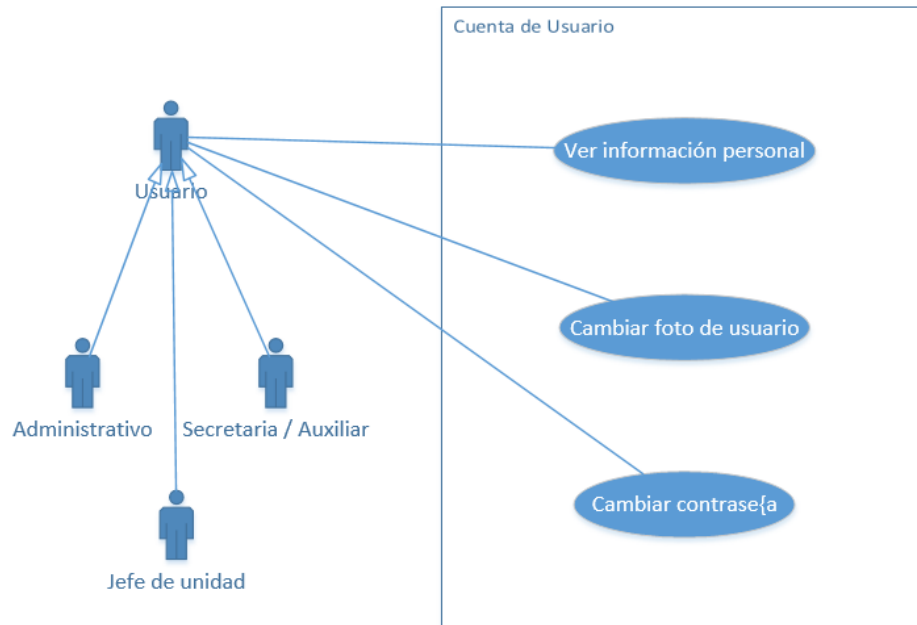 Cuenta de Usuario
Ver información personal
Usuario
Cambiar foto de usuario
Administrativo
Secretaria / Auxiliar
Cambiar contrase{a
Jefe de unidad